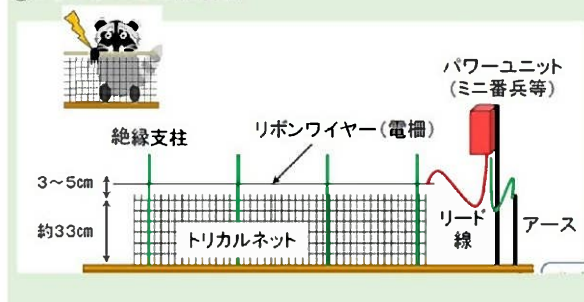 パワーユニット
(ミニ番兵等)
リボンワイヤー(電柵)
絶縁支柱
3～5㎝
約33㎝
トリカルネット
リード
線
アース